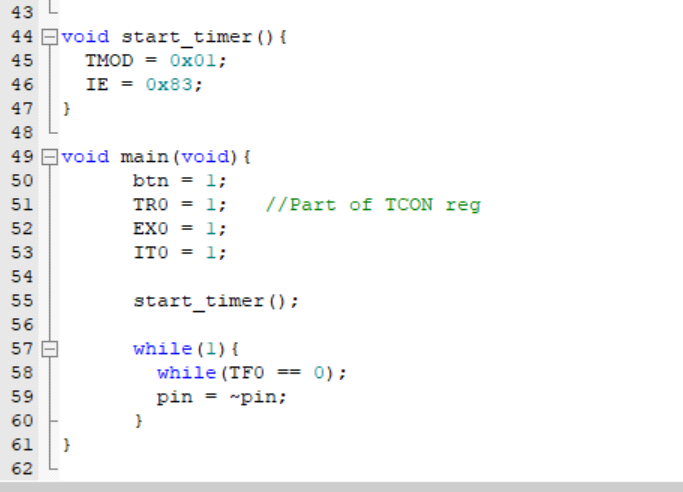 43
44 void start_timer(){
45 TMOD = 0x01;
46 IE = 0x83;
47 }
48
49 void main(void){
50 btn = 1;
51 TR0 = 1; //Part of TCON reg
52 EX0 = 1;
53 IT0 = 1;
54
55 start_timer();
56
57 while(1){
58 while(TF0 == 0);
59 pin = ~pin;
60 }
61 }
62